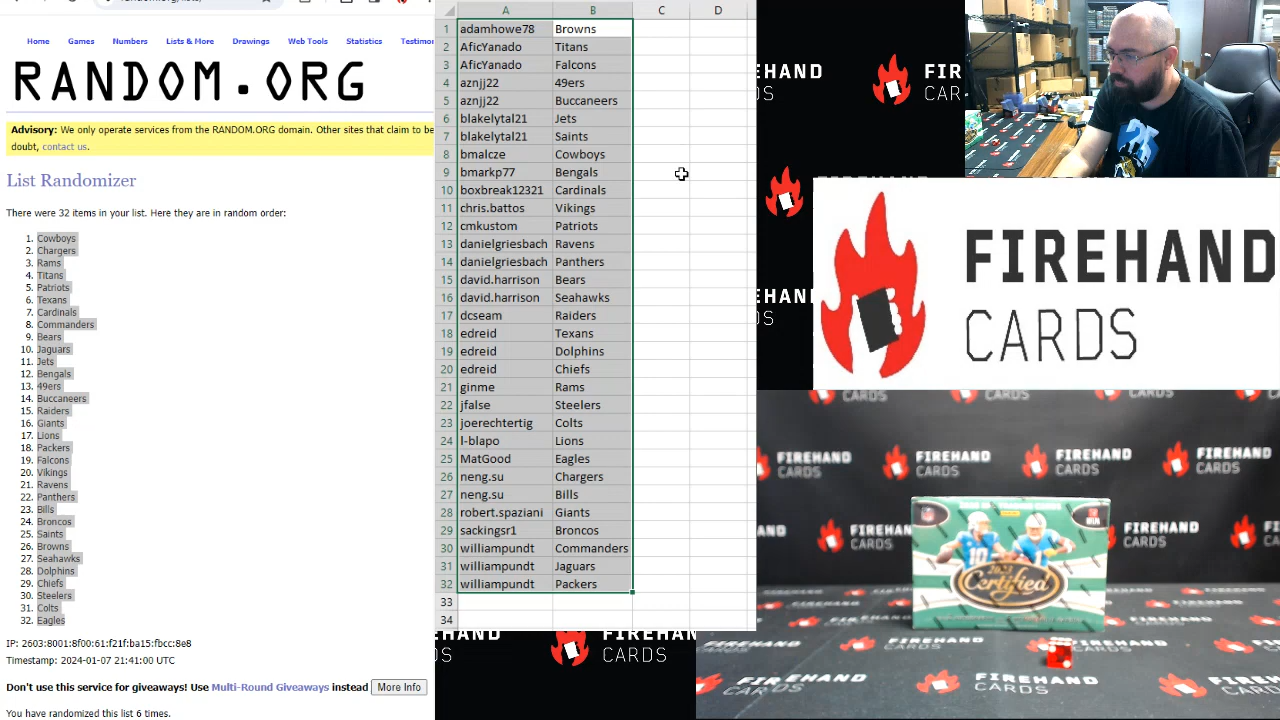 Home Games Numbers Lists & More Drawings Web Tools Statistics Testimo
RANDOM.ORG
Advisory: We only operate services from the RANDOM.ORG domain. Other sites that claim to be
doubt, contact us.
List Randomizer
There were 32 items in your list. Here they are in random order:
1. Cowboys
2. Chargers
3. Rams
4. Titans
5. Patriots
6. Texans
7. Cardinals
8. Commanders
9. Bears
10. Jaguars
11. Jets
12. Bengals
13. 49ers
14. Buccaneers
15. Raiders
16. Giants
17. Lions
18. Packers
19. Falcons
20. Vikings
21. Ravens
22. Panthers
23. Bills
24. Broncos
25. Saints
26. Browns
27. Seahawks
28. Dolphins
29. Chiefs
30. Steelers
31. Colts
32. Eagles
IP: 2603:8001:8f00:61:f21f:ba15:fbcc:8e8
Timestamp: 2024-01-07 21:41:00 UTC
Don't use this service for giveaways! Use Multi-Round Giveaways instead More Info
You have randomized this list 6 times.
A B C D
1 adamhowe78 Browns
2 AficYanado Titans
3 AficYanado Falcons
4 aznjj22 49ers
5 aznjj22 Buccaneers
6 blakelytal21 Jets
7 blakelytal21 Saints
8 bmalcze Cowboys
9 bmarkp77 Bengals
10 boxbreak12321 Cardinals
11 chris.battos Vikings
12 cmkustom Patriots
13 danielgriesbach Ravens
14 danielgriesbach Panthers
15 david.harrison Bears
16 david.harrison Seahawks
17 dcseam Raiders
18 edreid Texans
19 edreid Dolphins
20 edreid Chiefs
21 ginme Rams
22 jfalse Steelers
23 joerechtertig Colts
24 l-blapo Lions
25 MatGood Eagles
26 neng.su Chargers
27 neng.su Bills
28 robert.spaziani Giants
29 sackingsr1 Broncos
30 williampundt Commanders
31 williampundt Jaguars
32 williampundt Packers
33
34
FIREHAND
CARDS
2023
Certified
FIREHAND
CARDS